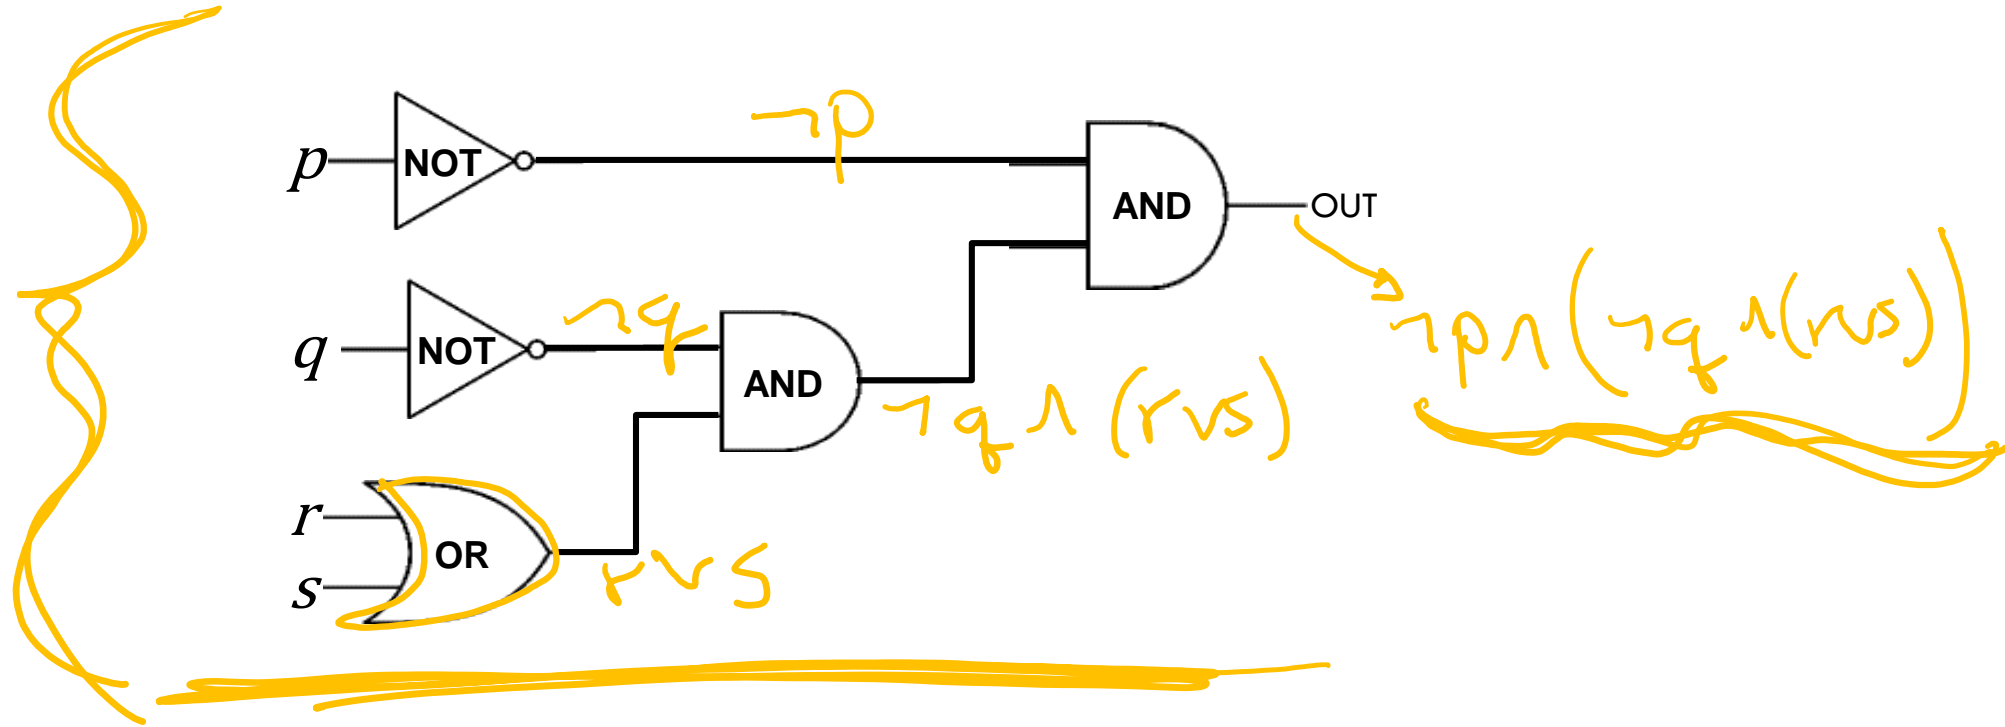 ¬p
p NOT
AND OUT
¬q
q NOT
AND
¬p∧(¬q∧(r∨s))
¬q∧(r∨s)
r
OR
s
r∨s